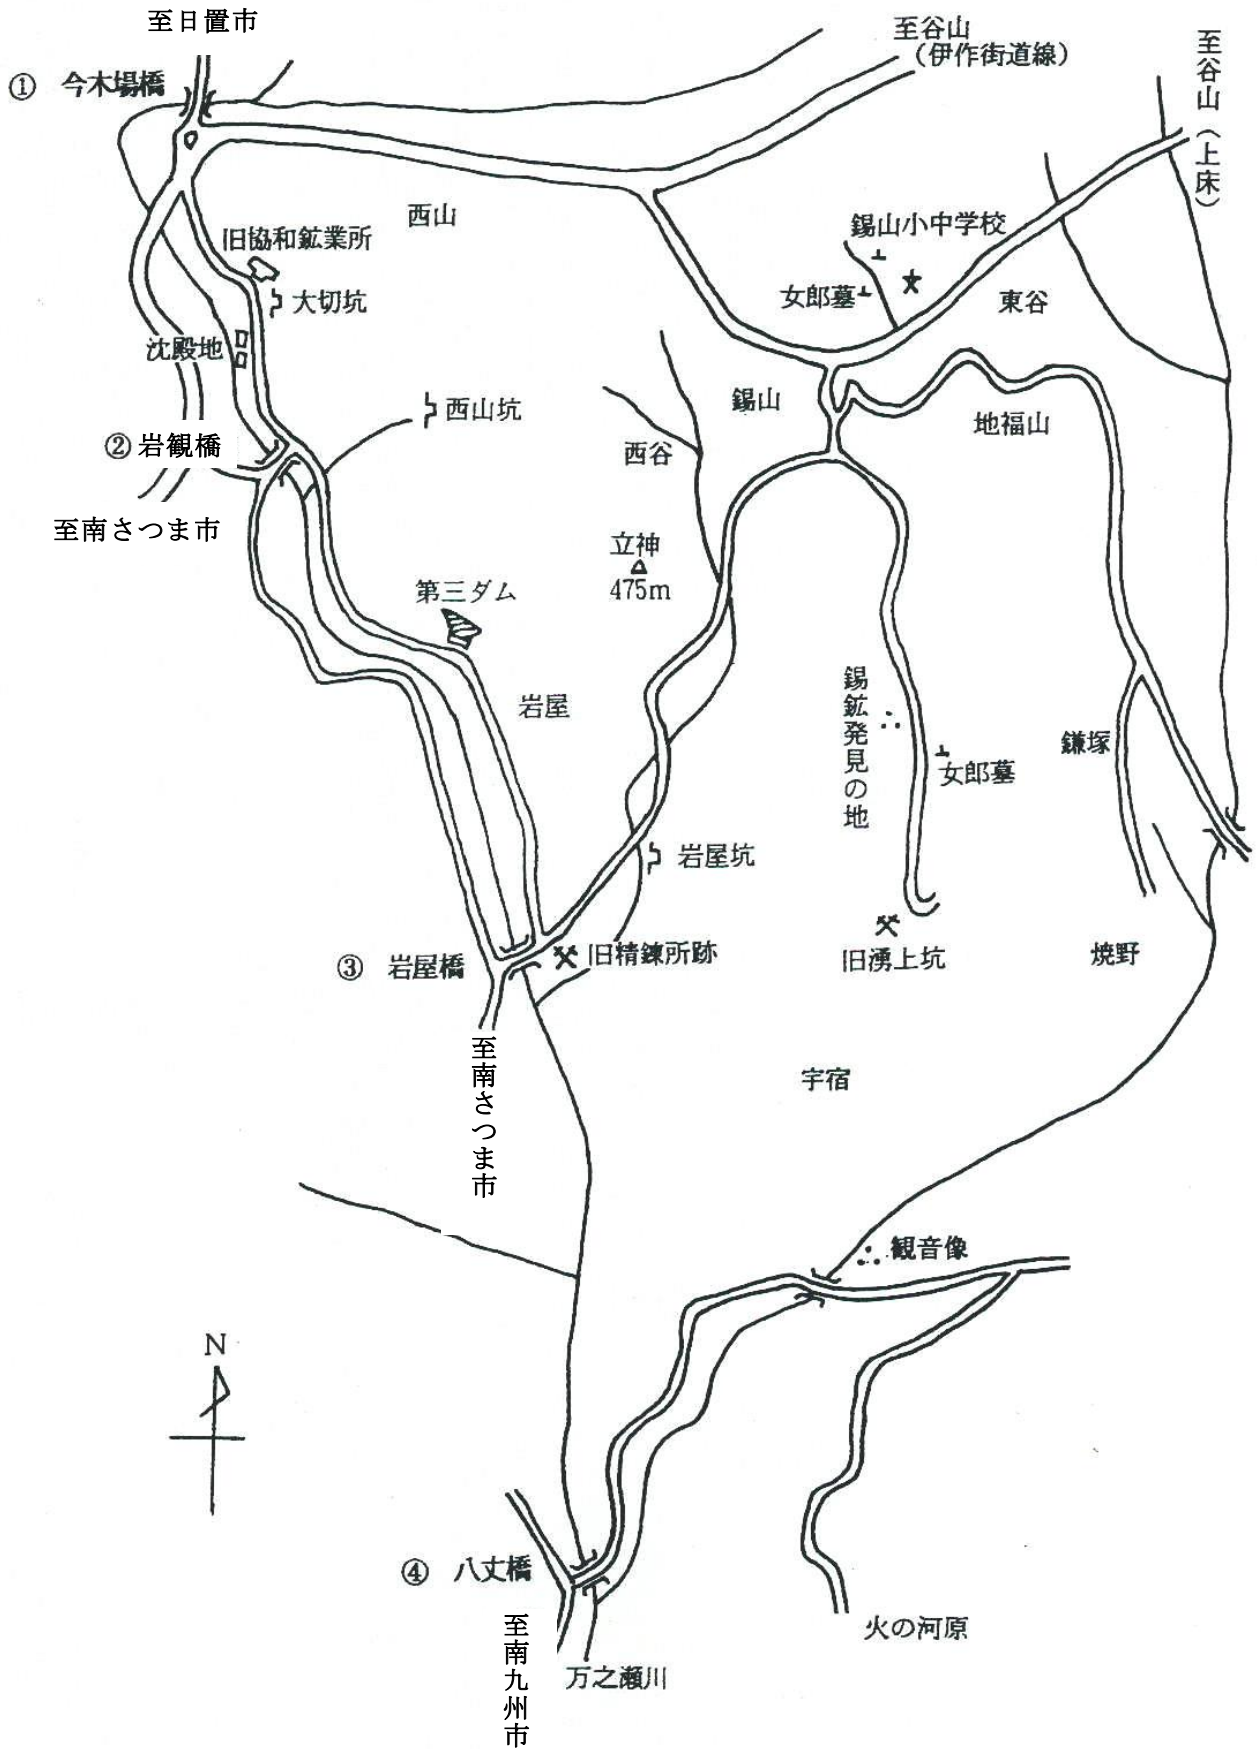 至日置市
① 今木場橋
至谷山
(伊作街道線)
至谷山(上床)
西山
錫山小中学校
旧協和鉱業所
大切坑
女郎墓
東谷
沈殿地
西山坑
錫山
地福山
② 岩観橋
西谷
至南さつま市
立神
475m
第三ダム
岩屋
錫鉱発見の地
鎌塚
女郎墓
岩屋坑
③ 岩屋橋
旧精錬所跡
旧湧上坑
焼野
至南さつま市
宇宿
観音像
N
④ 八丈橋
至南九州市
火の河原
万之瀬川